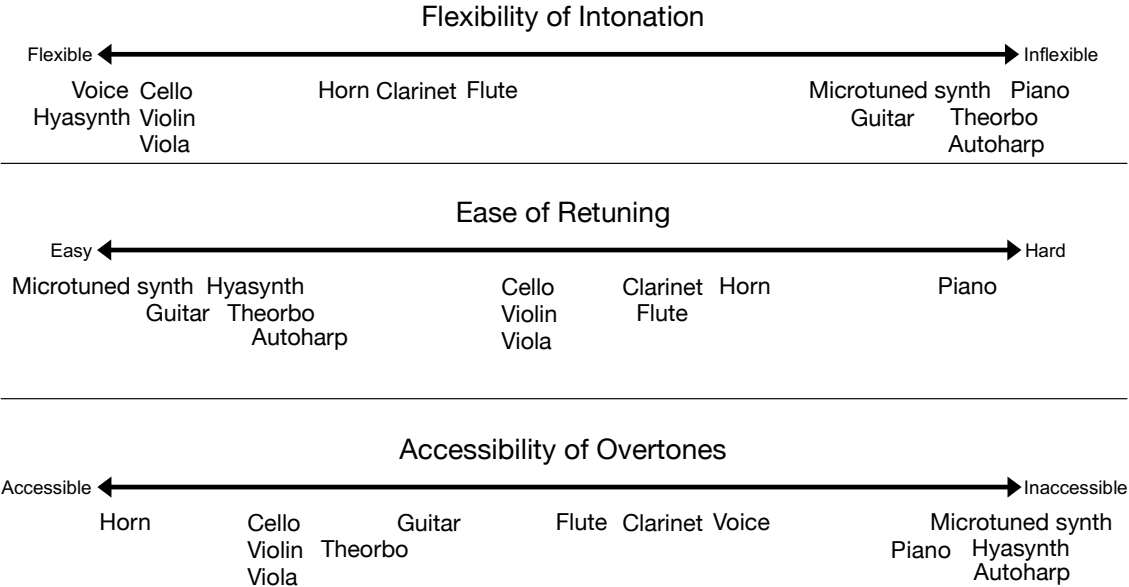 Flexibility of Intonation
Flexible Inflexible
Voice Cello Horn Clarinet Flute Microtuned synth Piano
Hyasynth Violin Guitar Theorbo
Viola Autoharp
Ease of Retuning
Easy Hard
Microtuned synth Hyasynth Cello Clarinet Horn Piano
Guitar Theorbo Violin Flute
Autoharp Viola
Accessibility of Overtones
Accessible Inaccessible
Horn Cello Guitar Flute Clarinet Voice Microtuned synth
Violin Theorbo Piano Hyasynth
Viola Autoharp